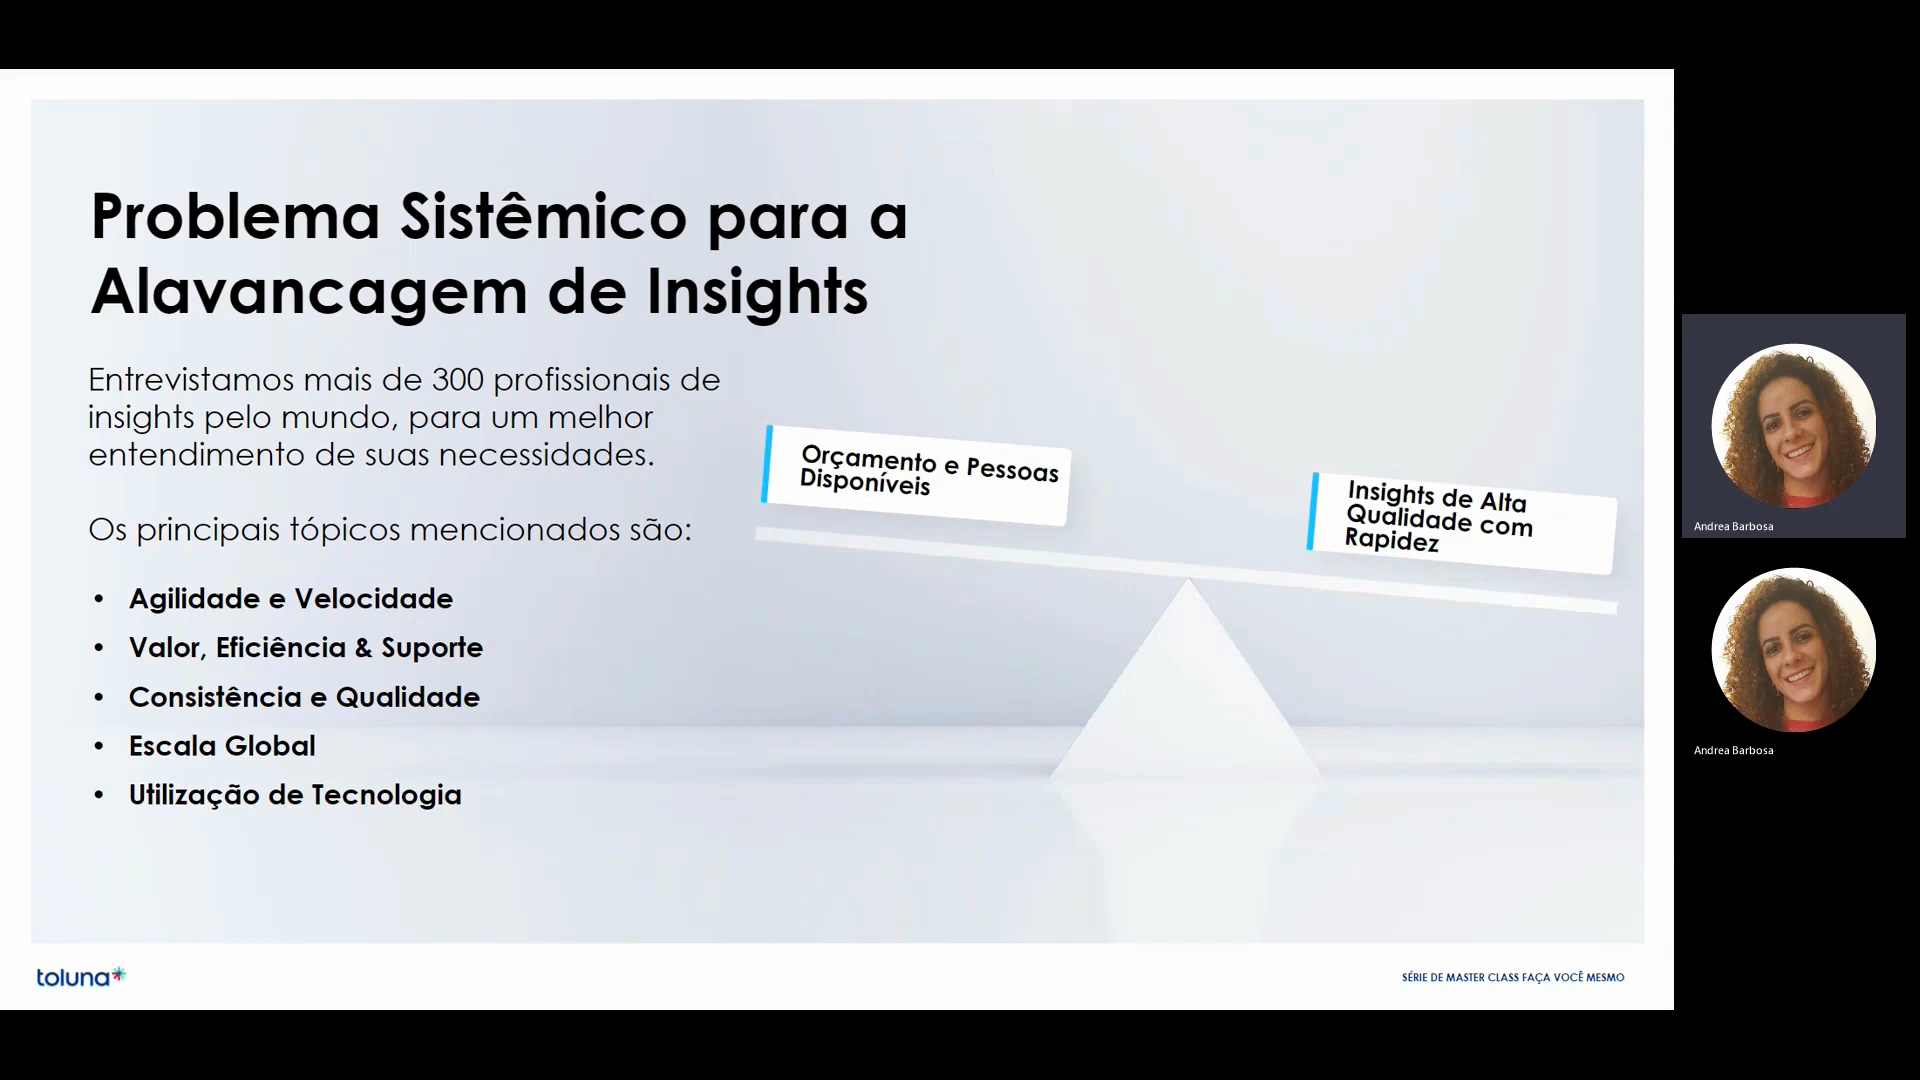 Problema Sistêmico para a
Alavancagem de Insights
Entrevistamos mais de 300 profissionais de
insights pelo mundo, para um melhor
entendimento de suas necessidades.
Os principais tópicos mencionados são:
• Agilidade e Velocidade
• Valor, Eficiência & Suporte
• Consistência e Qualidade
• Escala Global
• Utilização de Tecnologia
Orçamento e Pessoas
Disponíveis
Insights de Alta
Qualidade com
Rapidez
toluna*
SÉRIE DE MASTER CLASS FAÇA VOCÊ MESMO
Andrea Barbosa
Andrea Barbosa